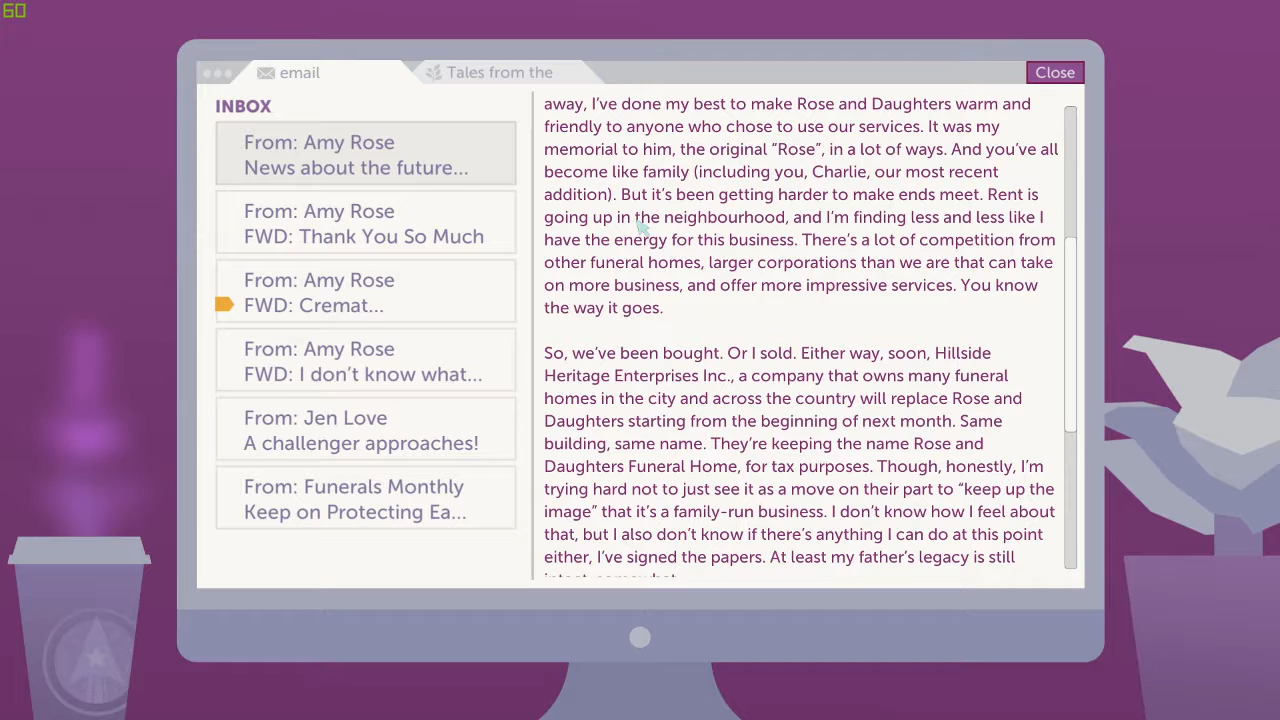 60
email
Tales from the
Close
INBOX
From: Amy Rose
News about the future...
From: Amy Rose
FWD: Thank You So Much
From: Amy Rose
FWD: Cremat...
From: Amy Rose
FWD: I don't know what...
From: Jen Love
A challenger approaches!
From: Funerals Monthly
Keep on Protecting Ea...
away, I've done my best to make Rose and Daughters warm and
friendly to anyone who chose to use our services. It was my
memorial to him, the original “Rose”, in a lot of ways. And you've all
become like family (including you, Charlie, our most recent
addition). But it's been getting harder to make ends meet. Rent is
going up in the neighbourhood, and I'm finding less and less like I
have the energy for this business. There's a lot of competition from
other funeral homes, larger corporations than we are that can take
on more business, and offer more impressive services. You know
the way it goes.
So, we've been bought. Or I sold. Either way, soon, Hillside
Heritage Enterprises Inc., a company that owns many funeral
homes in the city and across the country will replace Rose and
Daughters starting from the beginning of next month. Same
building, same name. They're keeping the name Rose and
Daughters Funeral Home, for tax purposes. Though, honestly, I'm
trying hard not to just see it as a move on their part to “keep up the
image” that it's a family-run business. I don't know how I feel about
that, but I also don't know if there's anything I can do at this point
either, I've signed the papers. At least my father's legacy is still